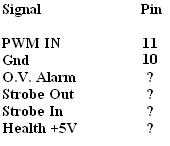 Signal Pin
PWM IN 11
Gnd 10
O.V. Alarm ?
Strobe Out ?
Strobe In ?
Health +5V ?